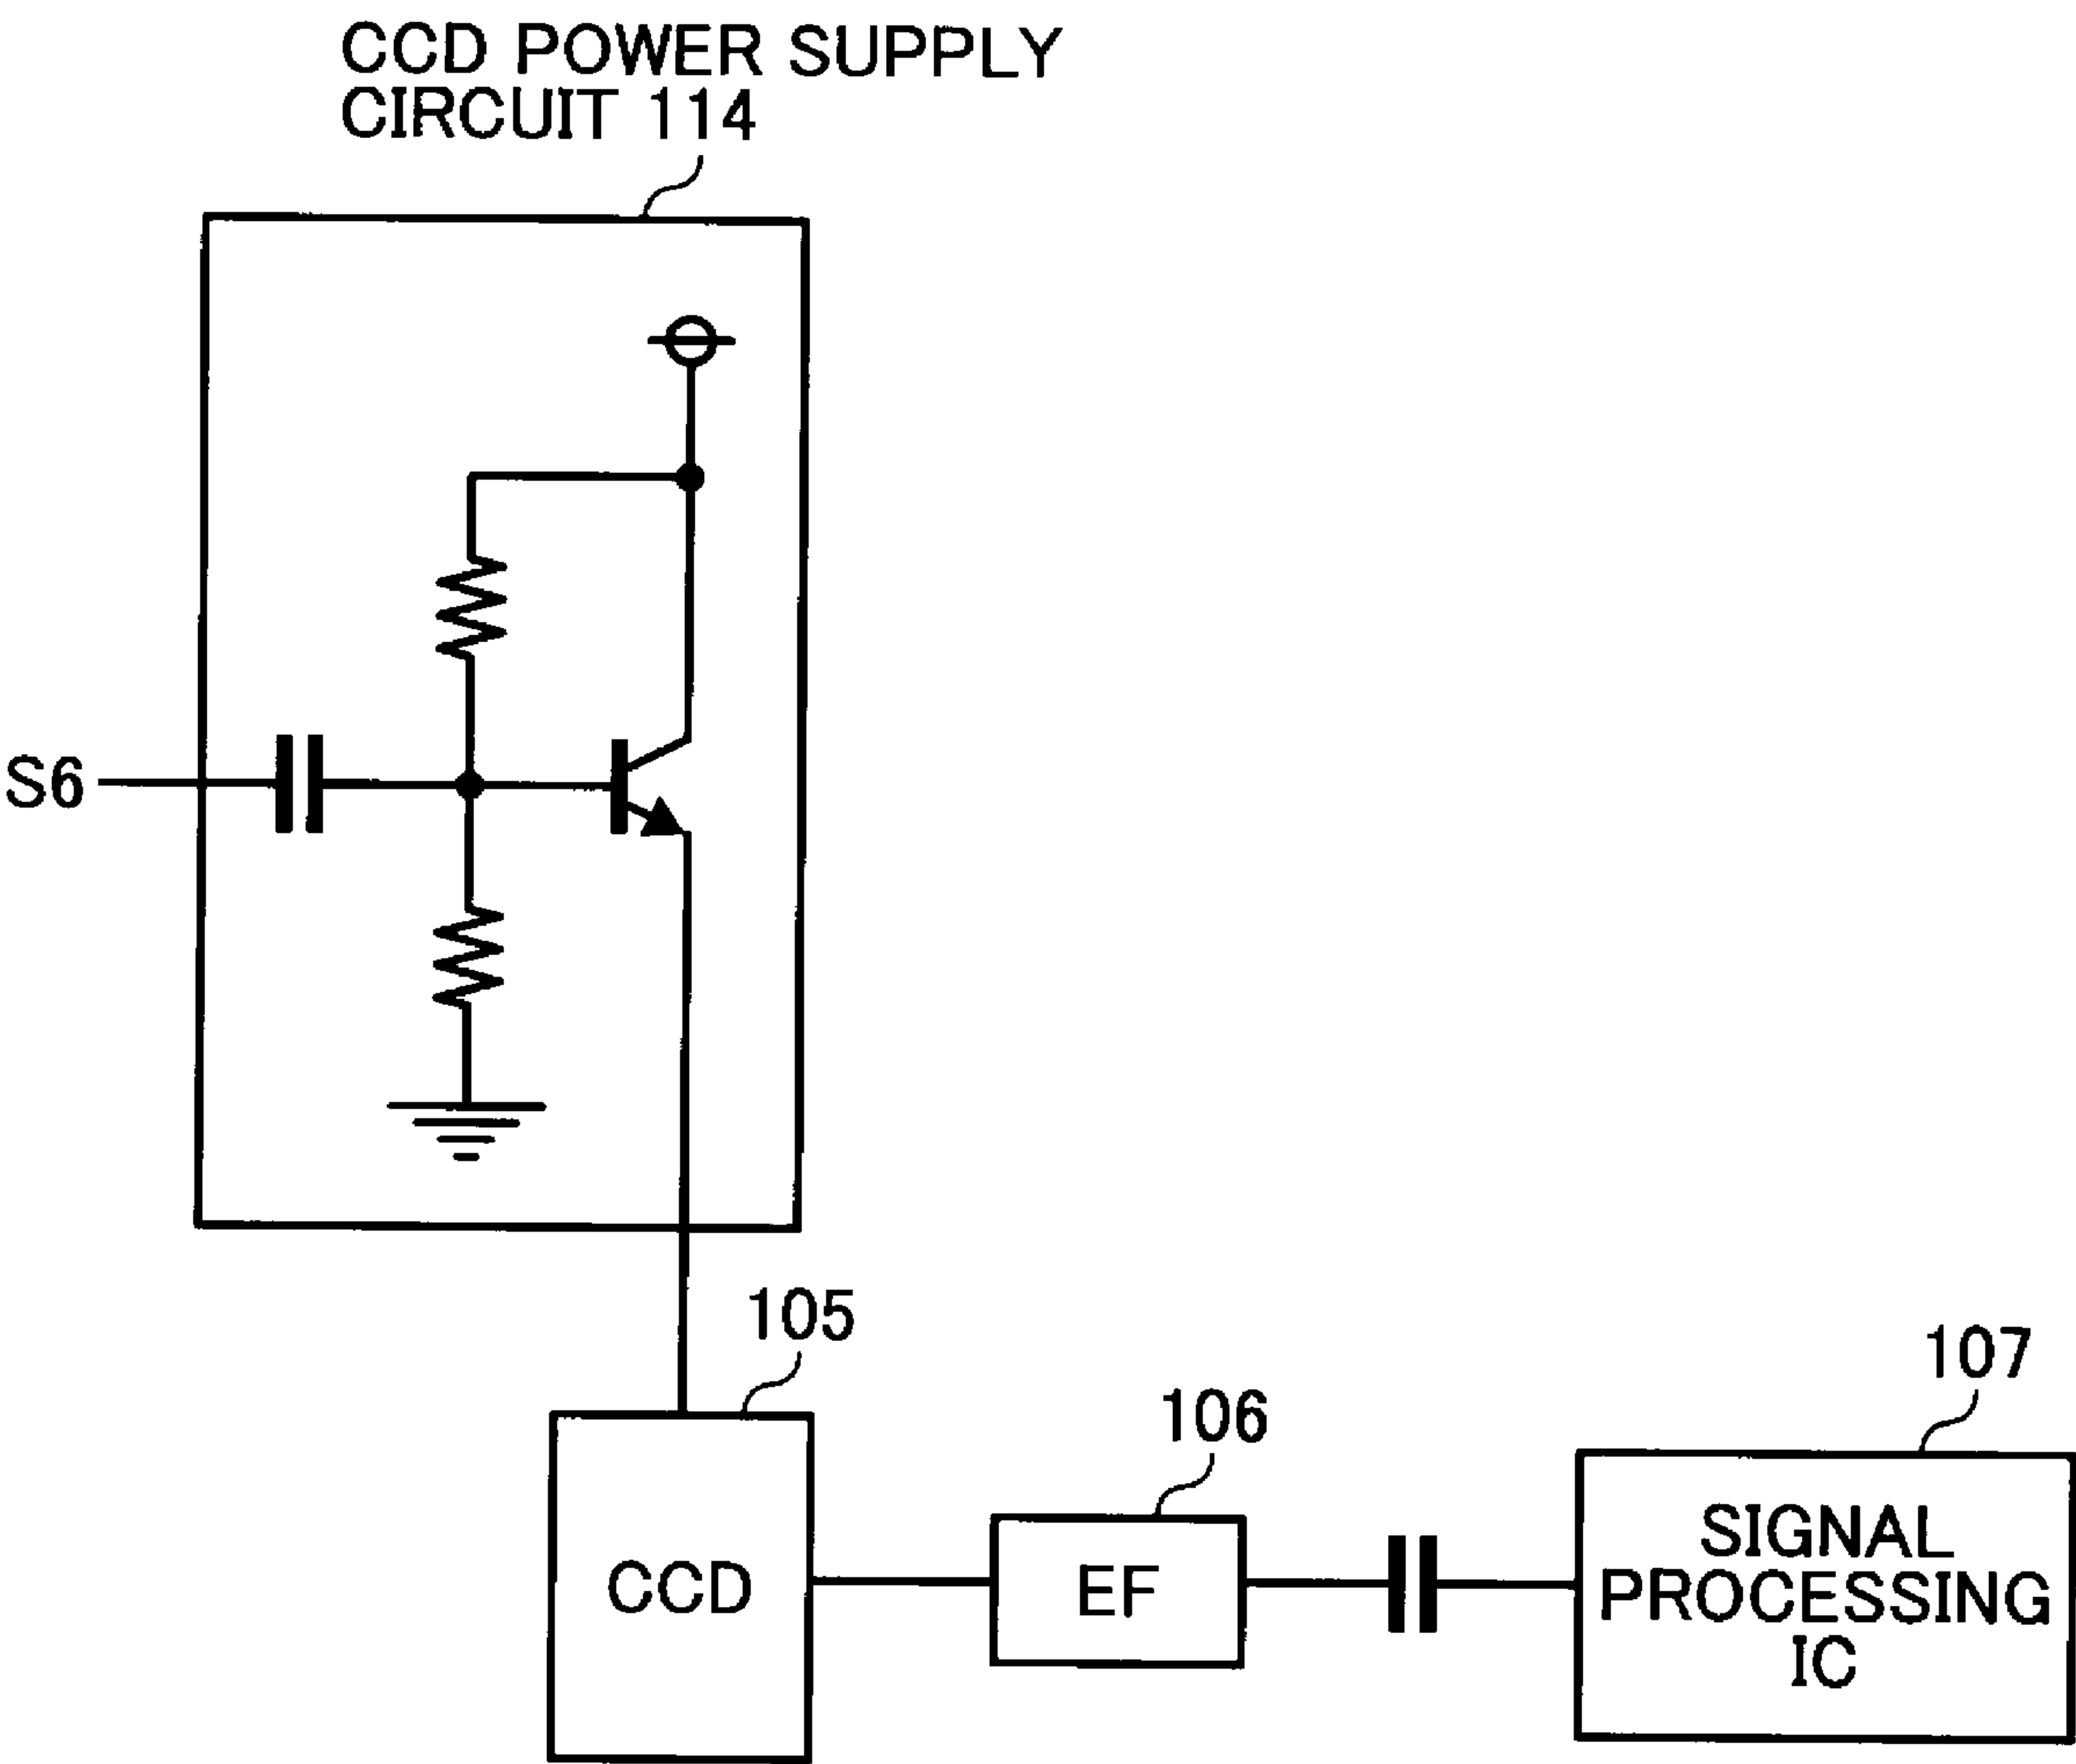 CCD POWER SUPPLY
CIRCUIT 114
S6
105
106
107
CCD
EF
SIGNAL
PROCESSING
IC